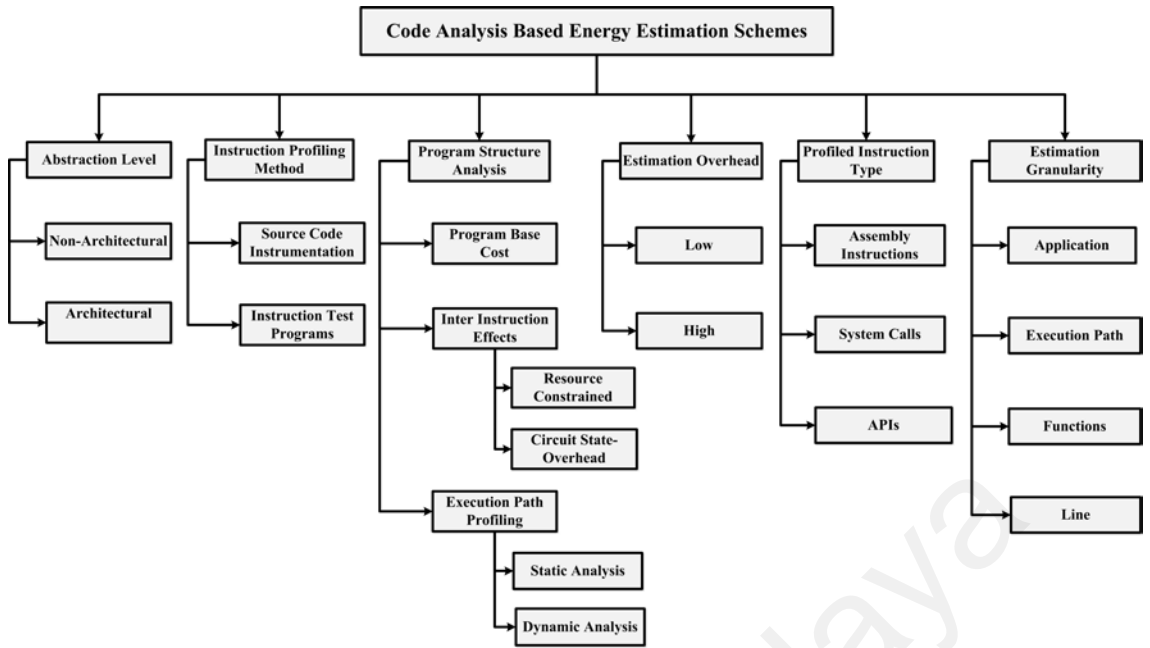 Code Analysis Based Energy Estimation Schemes
Abstraction Level
Non-Architectural
Architectural
Instruction Profiling
Method
Source Code
Instrumentation
Instruction Test
Programs
Program Structure
Analysis
Program Base
Cost
Inter Instruction
Effects
Resource
Constrained
Circuit State-
Overhead
Execution Path
Profiling
Static Analysis
Dynamic Analysis
Estimation Overhead
Low
High
Profiled Instruction
Type
Assembly
Instructions
System Calls
APIs
Estimation
Granularity
Application
Execution Path
Functions
Line
laya